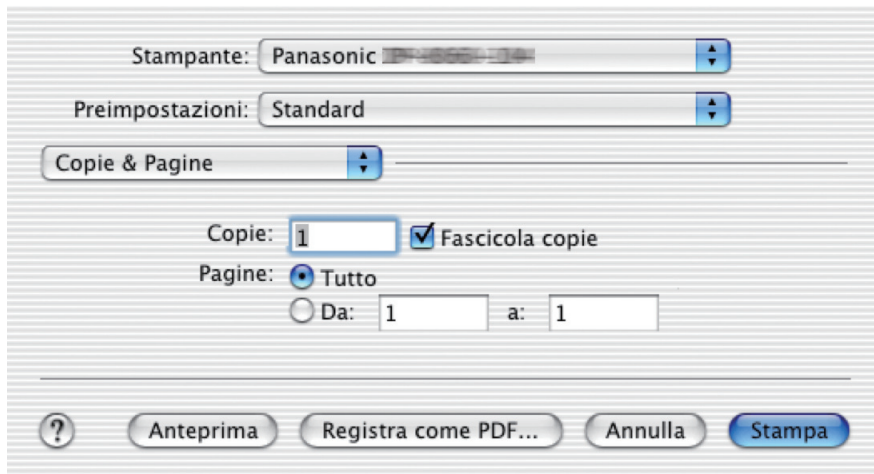 Stampante: Panasonic
Preimpostazioni: Standard
Copie & Pagine
Copie: 1 Fascicola copie
Pagine: Tutto
Da: 1 a: 1
? Anteprima Registra come PDF... Annulla Stampa